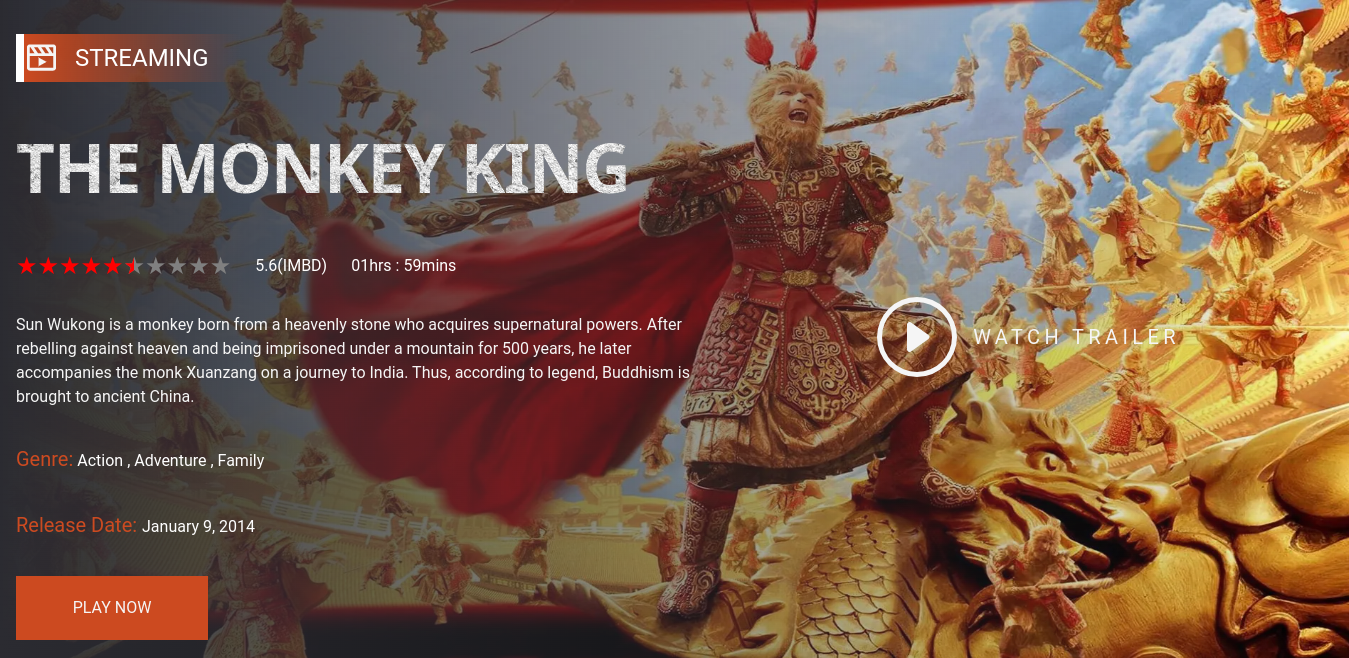 STREAMING
THE MONKEY KING
5.6(IMBD) 01hrs : 59mins
Sun Wukong is a monkey born from a heavenly stone who acquires supernatural powers. After
rebelling against heaven and being imprisoned under a mountain for 500 years, he later
accompanies the monk Xuanzang on a journey to India. Thus, according to legend, Buddhism is
brought to ancient China.
WATCH TRAILER
Genre: Action , Adventure , Family
Release Date: January 9, 2014
PLAY NOW